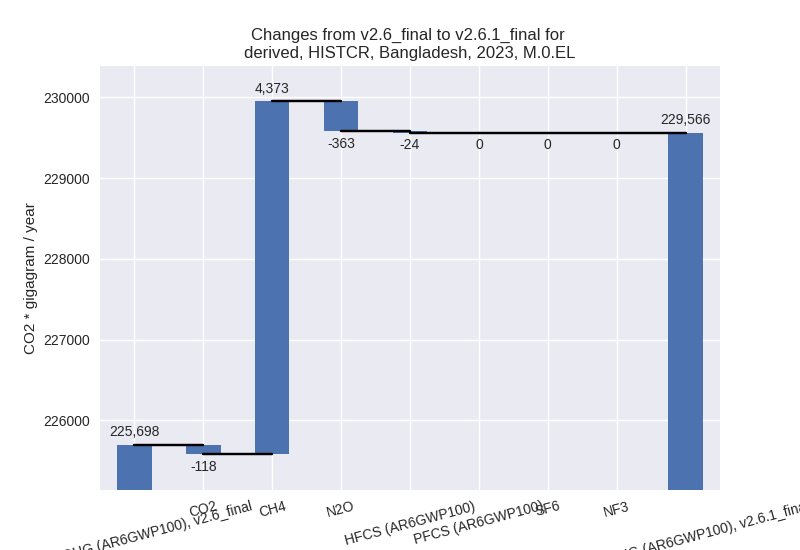 Changes from v2.6_final to v2.6.1_final for
derived, HISTCR, Bangladesh, 2023, M.0.EL
CO2 * gigagram / year
230000
229000
228000
227000
226000
225,698
-118
4,373
-363
-24
0
0
0
229,566
(AR6GWP100), v2.6_final
CO2
CH4
N2O
HFCS (AR6GWP100)
PFCS (AR6GWP100)
SF6
NF3
(AR6GWP100), v2.6.1_fina